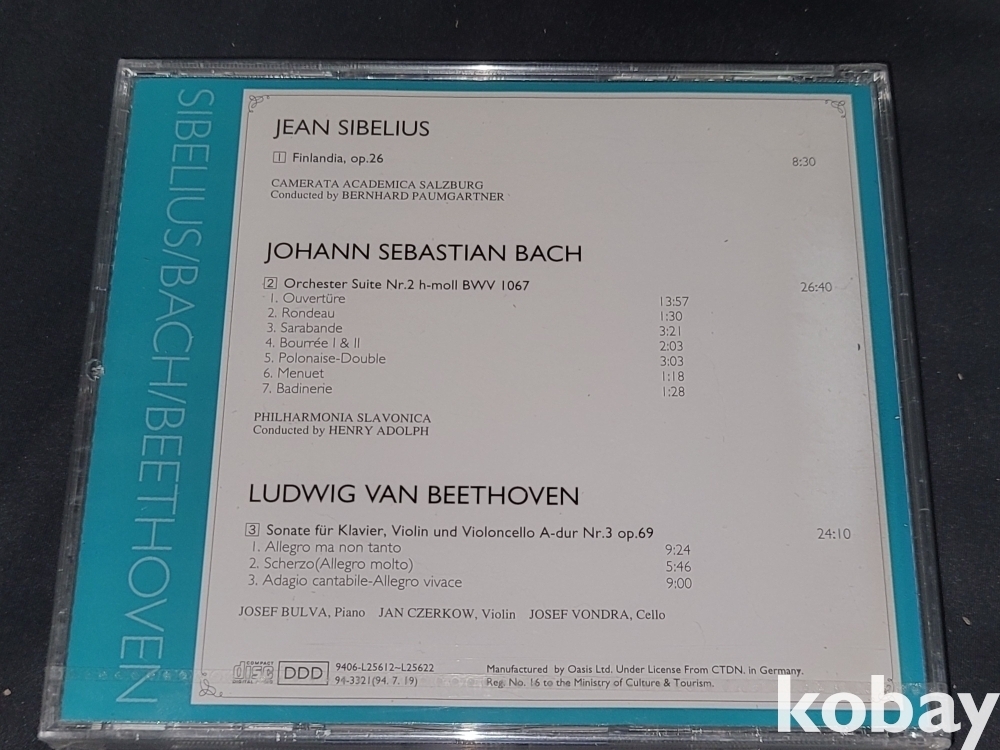 SIBELIUS/BACH/BEETHOVEN
JEAN SIBELIUS
1 Finlandia, op.26 8:30
CAMERATA ACADEMICA SALZBURG
Conducted by BERNHARD PAUMGARTNER
JOHANN SEBASTIAN BACH
2 Orchester Suite Nr.2 h-moll BWV 1067 26:40
1. Ouvertüre 13:57
2. Rondeau 1:30
3. Sarabande 3:21
4. Bourrée I & II 2:03
5. Polonaise-Double 3:03
6. Menuet 1:18
7. Badinerie 1:28
PHILHARMONIA SLAVONICA
Conducted by HENRY ADOLPH
LUDWIG VAN BEETHOVEN
3 Sonate für Klavier, Violin und Violoncello A-dur Nr.3 op.69 24:10
1. Allegro ma non tanto 9:24
2. Scherzo(Allegro molto) 5:46
3. Adagio cantabile-Allegro vivace 9:00
JOSEF BULVA, Piano JAN CZERKOW, Violin JOSEF VONDRA, Cello
COMPACT disc DIGITAL AUDIO DDD
9406-L25612~L25622
94-3321(94. 7. 19)
Manufactured by Oasis Ltd. Under License From CTDN. in Germany.
Reg. No. 16 to the Ministry of Culture & Tourism.
kobay